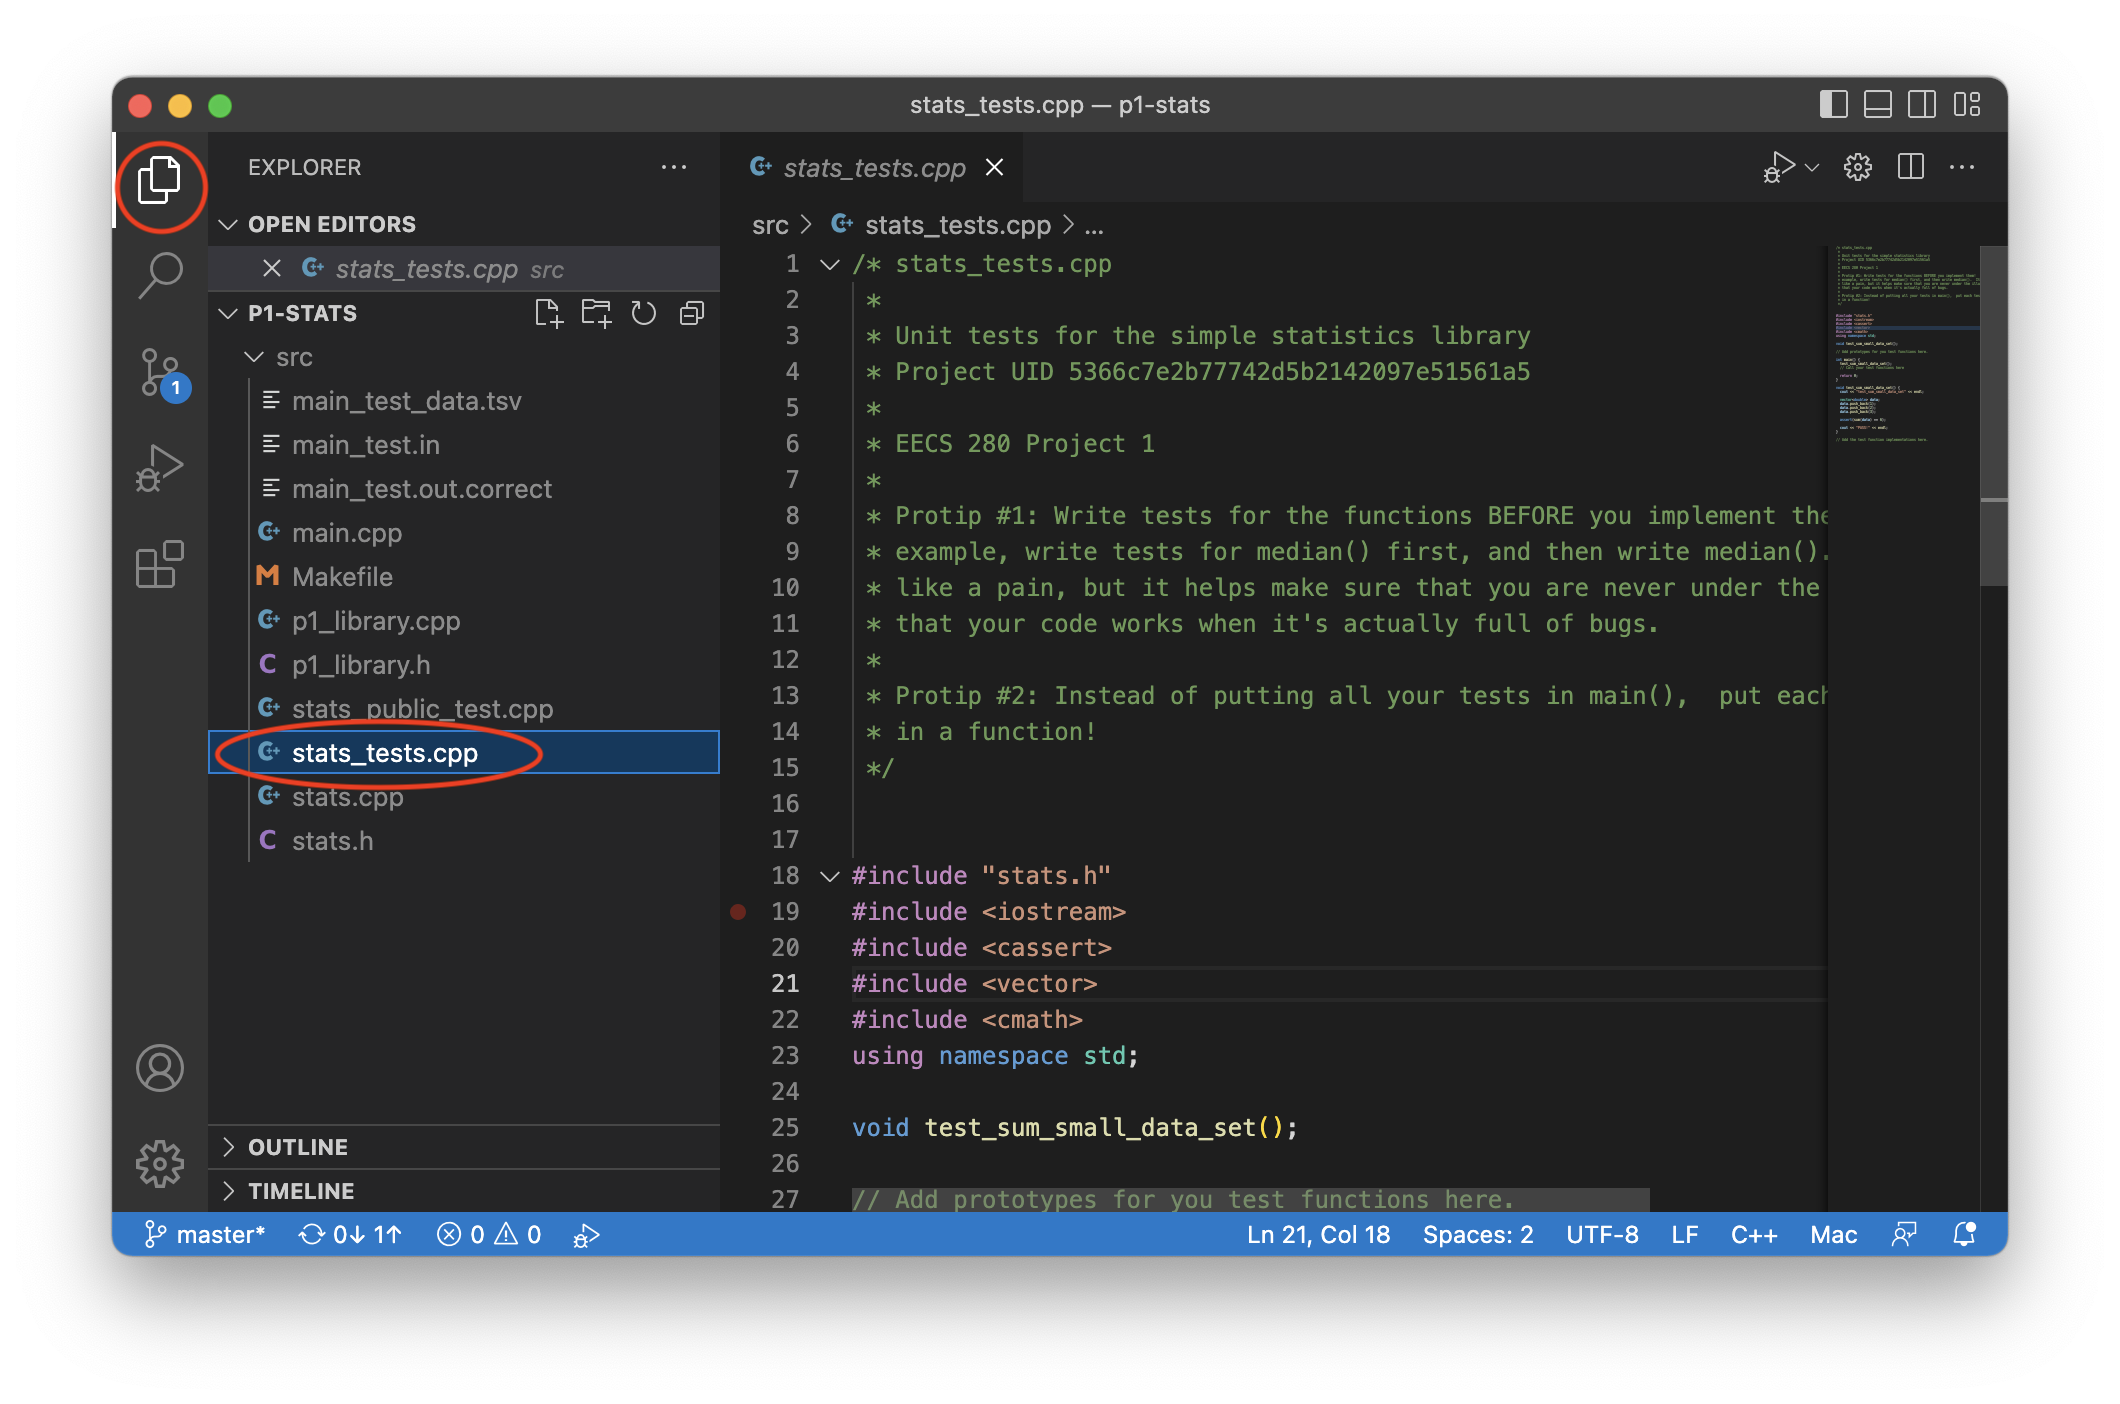 stats_tests.cpp — p1-stats
EXPLORER
OPEN EDITORS
stats_tests.cpp src
P1-STATS
src
main_test_data.tsv
main_test.in
main_test.out.correct
main.cpp
Makefile
p1_library.cpp
p1_library.h
stats_public_test.cpp
stats_tests.cpp
stats.cpp
stats.h
OUTLINE
TIMELINE
1
stats_tests.cpp
src > stats_tests.cpp > ...
1 /* stats_tests.cpp
2 *
3 * Unit tests for the simple statistics library
4 * Project UID 5366c7e2b77742d5b2142097e51561a5
5 *
6 * EECS 280 Project 1
7 *
8 * Protip #1: Write tests for the functions BEFORE you implement the
9 * example, write tests for median() first, and then write median().
10 * like a pain, but it helps make sure that you are never under the
11 * that your code works when it's actually full of bugs.
12 *
13 * Protip #2: Instead of putting all your tests in main(),  put each
14 * in a function!
15 */
16
17
18 #include "stats.h"
19 #include <iostream>
20 #include <cassert>
21 #include <vector>
22 #include <cmath>
23 using namespace std;
24
25 void test_sum_small_data_set();
26
27 // Add prototypes for you test functions here.
master* 0↓ 1↑ 0 0 Ln 21, Col 18 Spaces: 2 UTF-8 LF C++ Mac